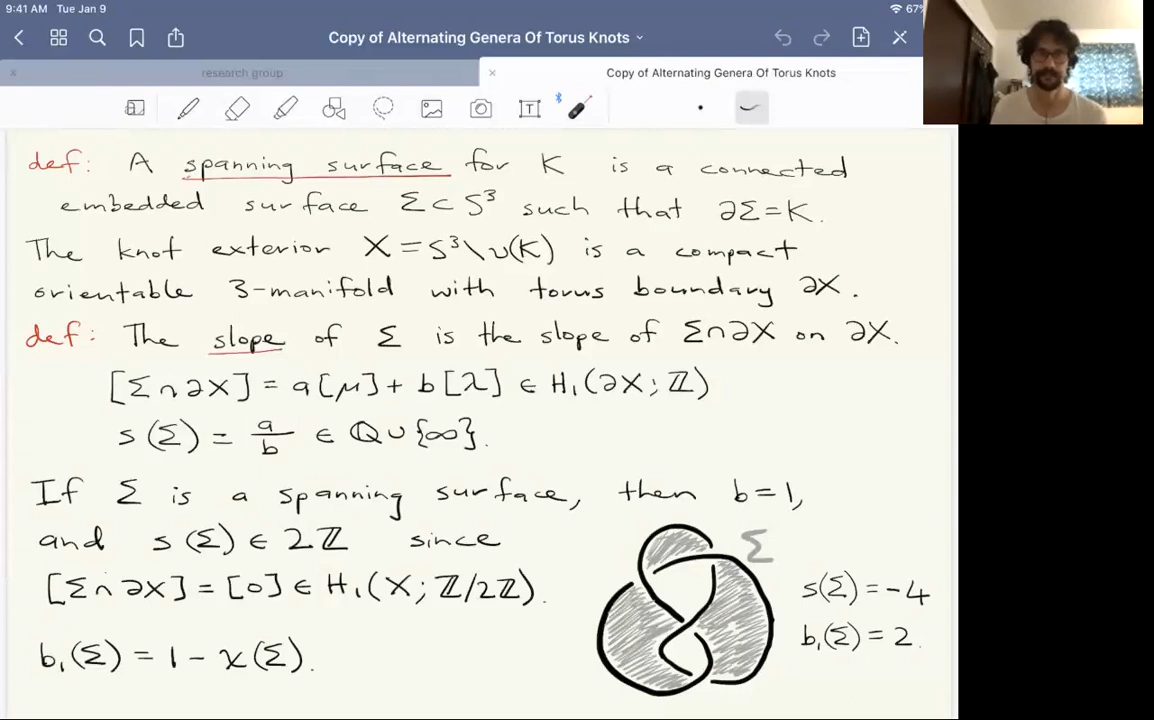 9:41 AM Tue Jan 9
67%
Copy of Alternating Genera Of Torus Knots
research group
Copy of Alternating Genera Of Torus Knots
def: A spanning surface for K is a connected
embedded surface Σ ⊂ S³ such that ∂Σ = K.
The knot exterior X = S³ \ ν(K) is a compact
orientable 3-manifold with torus boundary ∂X.
def: The slope of Σ is the slope of Σ∩∂X on ∂X.
[Σ∩∂X] = a[μ] + b[λ] ∈ H₁(∂X; ℤ)
s(Σ) = a/b ∈ ℚ∪{∞}.
If Σ is a spanning surface, then b=1,
and s(Σ) ∈ 2ℤ since
[Σ∩∂X] = [0] ∈ H₁(X; ℤ/2ℤ).
b₁(Σ) = 1 - χ(Σ).
Σ
s(Σ) = -4
b₁(Σ) = 2